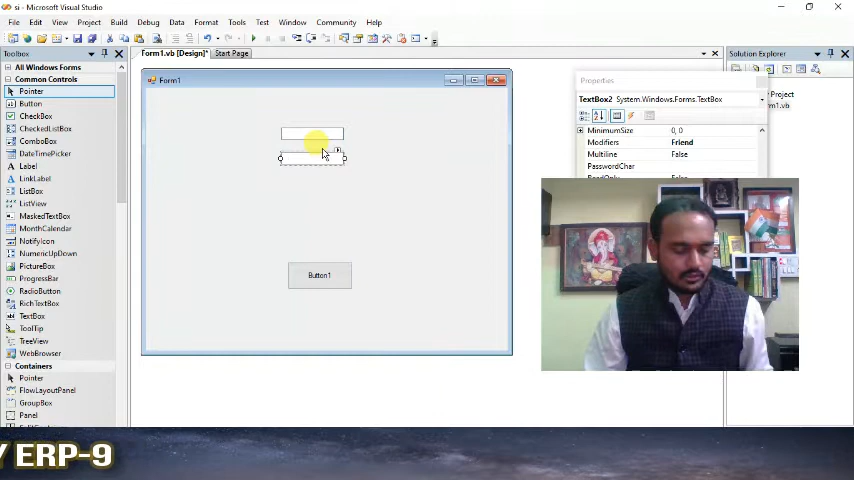 si - Microsoft Visual Studio
File Edit View Project Build Debug Data Format Tools Test Window Community Help
Toolbox
Form1.vb [Design]* Start Page
Solution Explorer
All Windows Forms
Common Controls
Pointer
Button
CheckBox
CheckedListBox
ComboBox
DateTimePicker
Label
LinkLabel
ListBox
ListView
MaskedTextBox
MonthCalendar
NotifyIcon
NumericUpDown
PictureBox
ProgressBar
RadioButton
RichTextBox
TextBox
ToolTip
TreeView
WebBrowser
Containers
Pointer
FlowLayoutPanel
GroupBox
Panel
Form1
Button1
Properties
TextBox2 System.Windows.Forms.TextBox
MinimumSize 0, 0
Modifiers Friend
Multiline False
PasswordChar
Project
rm1.vb
Y ERP-9